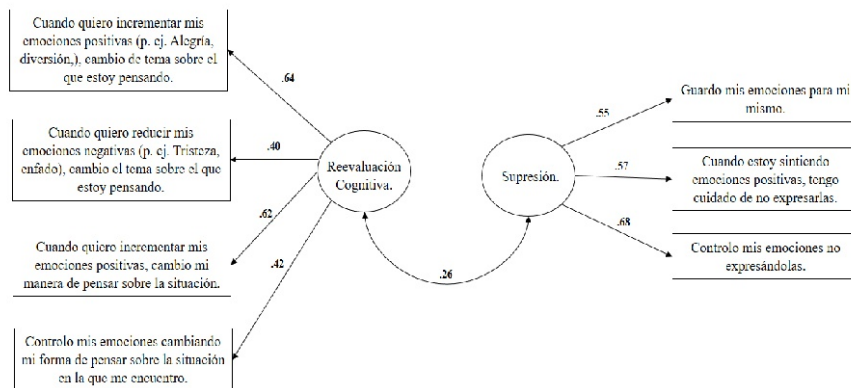 Cuando quiero incrementar mis
emociones positivas (p. ej. Alegría,
diversión,), cambio de tema sobre el
que estoy pensando.
.64
Cuando quiero reducir mis
emociones negativas (p. ej. Tristeza,
enfado), cambio el tema sobre el que
estoy pensando.
.40
Cuando quiero incrementar mis
emociones positivas, cambio mi
manera de pensar sobre la situación.
.62
Controlo mis emociones cambiando
mi forma de pensar sobre la situación
en la que me encuentro.
.42
Reevaluación
Cognitiva.
.26
Supresión.
.55
Guardo mis emociones para mi
mismo.
.57
Cuando estoy sintiendo
emociones positivas, tengo
cuidado de no expresarlas.
.68
Controlo mis emociones no
expresándolas.